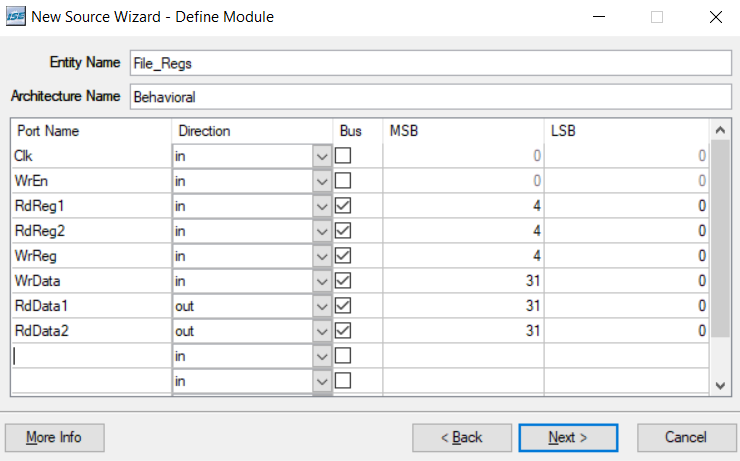 ISE New Source Wizard - Define Module
Entity Name File_Regs
Architecture Name Behavioral
Port Name Direction Bus MSB LSB
Clk in 0 0
WrEn in 0 0
RdReg1 in 4 0
RdReg2 in 4 0
WrReg in 4 0
WrData in 31 0
RdData1 out 31 0
RdData2 out 31 0
in
in
More Info < Back Next > Cancel